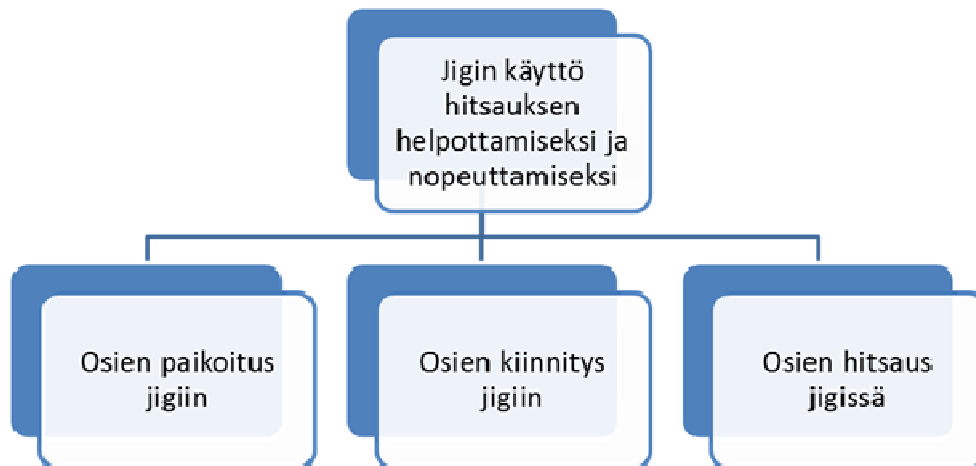 Jigin käyttö
hitsauksen
helpottamiseksi ja
nopeuttamiseksi
Osien paikoitus
jigiin
Osien kiinnitys
jigiin
Osien hitsaus
jigissä